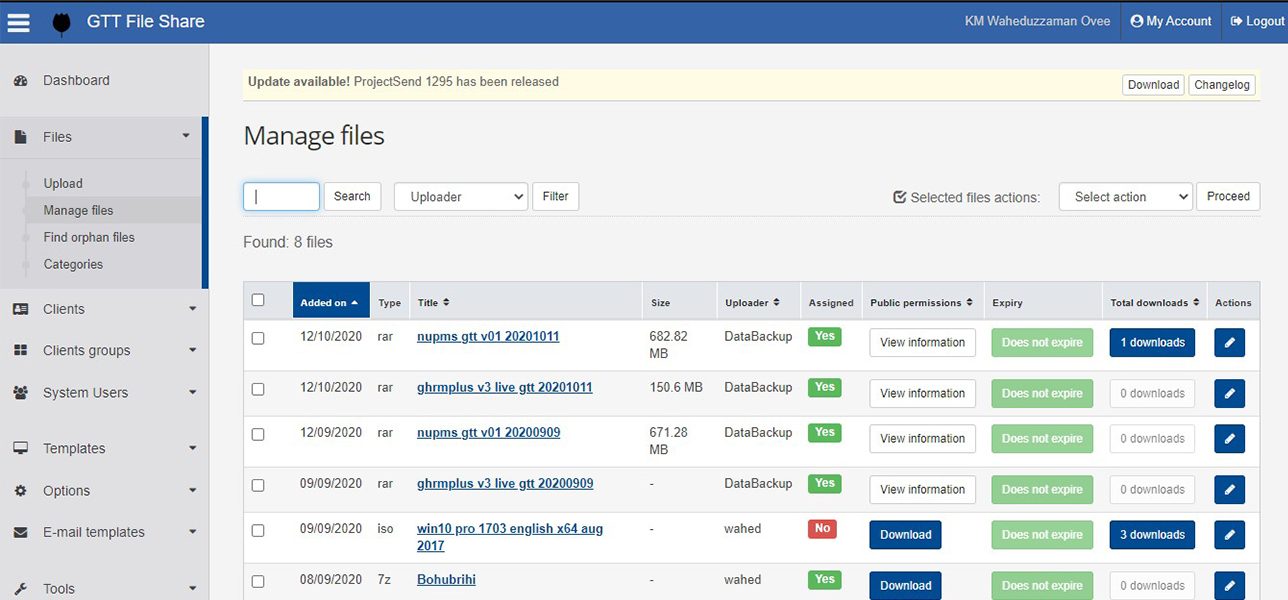 GTT File Share
KM Waheduzzaman Ovee
My Account
Logout
Dashboard
Files
Upload
Manage files
Find orphan files
Categories
Clients
Clients groups
System Users
Templates
Options
E-mail templates
Tools
Update available! ProjectSend 1295 has been released
Download
Changelog
Manage files
Search
Uploader
Filter
Selected files actions:
Select action
Proceed
Found: 8 files
Added on Type Title Size Uploader Assigned Public permissions Expiry Total downloads Actions
12/10/2020 rar nupms gtt v01 20201011 682.82 DataBackup Yes View information Does not expire 1 downloads
MB
12/10/2020 rar ghrmplus v3 live gtt 20201011 150.6 MB DataBackup Yes View information Does not expire 0 downloads
12/09/2020 rar nupms gtt v01 20200909 671.28 DataBackup Yes View information Does not expire 0 downloads
MB
09/09/2020 rar ghrmplus v3 live gtt 20200909 - DataBackup Yes View information Does not expire 0 downloads
09/09/2020 iso win10 pro 1703 english x64 aug - wahed No Download Does not expire 3 downloads
2017
08/09/2020 7z Bohubrihi - wahed Yes Download Does not expire 0 downloads